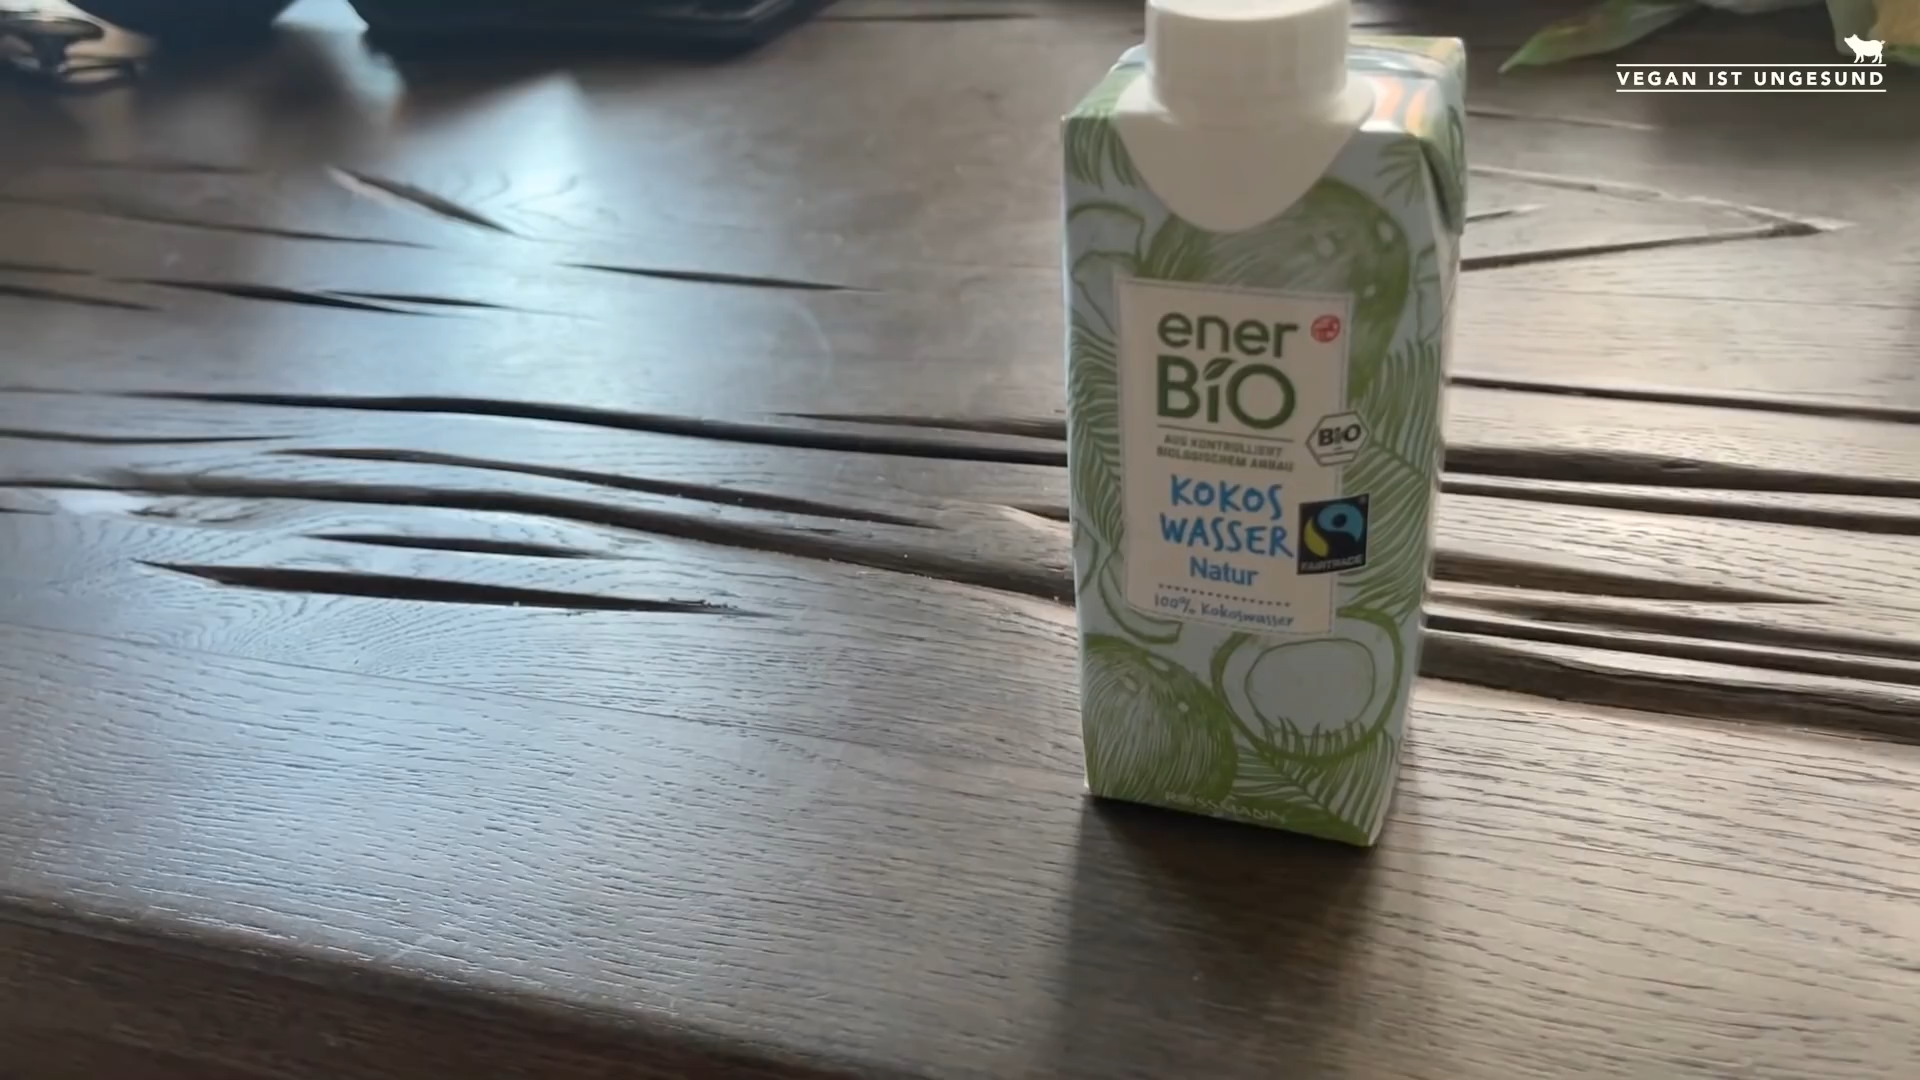 VEGAN IST UNGESUND
ener
BiO
AUS KONTROLLIERT
BIOLOGISCHEM ANBAU
BIO
KOKOS
WASSER
FAIRTRADE
Natur
100% Kokoswasser
ROSSMANN